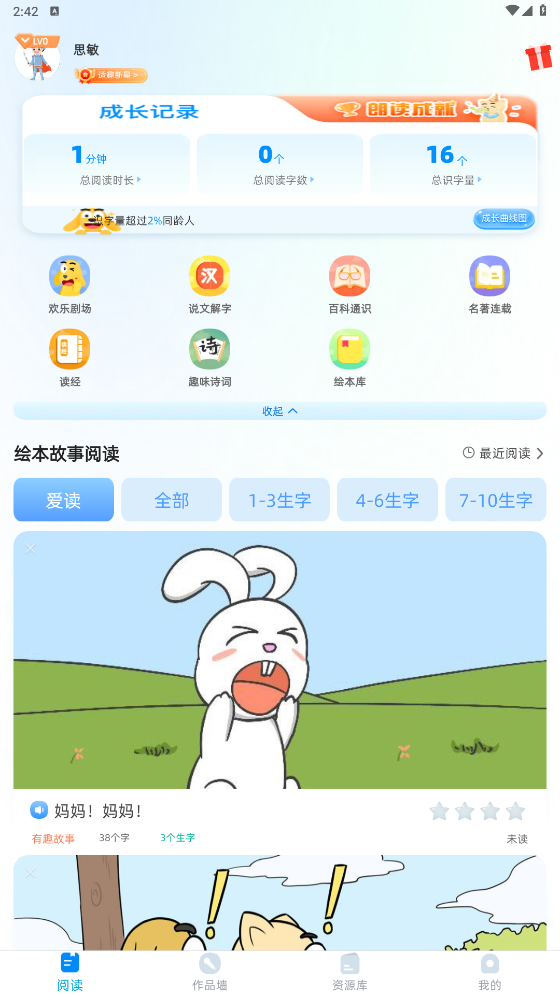 2:42
LV0
思敏
成长记录
朗读成就
1分钟
0个
16个
总阅读时长
总阅读字数
总识字量
识字量超过2%同龄人
成长曲线图
欢乐剧场
说文解字
百科通识
名著连载
读经
趣味诗词
绘本库
收起
绘本故事阅读
最近阅读
爱读
全部
1-3生字
4-6生字
7-10生字
妈妈！妈妈！
有趣故事
38个字
3个生字
未读
阅读
作品墙
资源库
我的